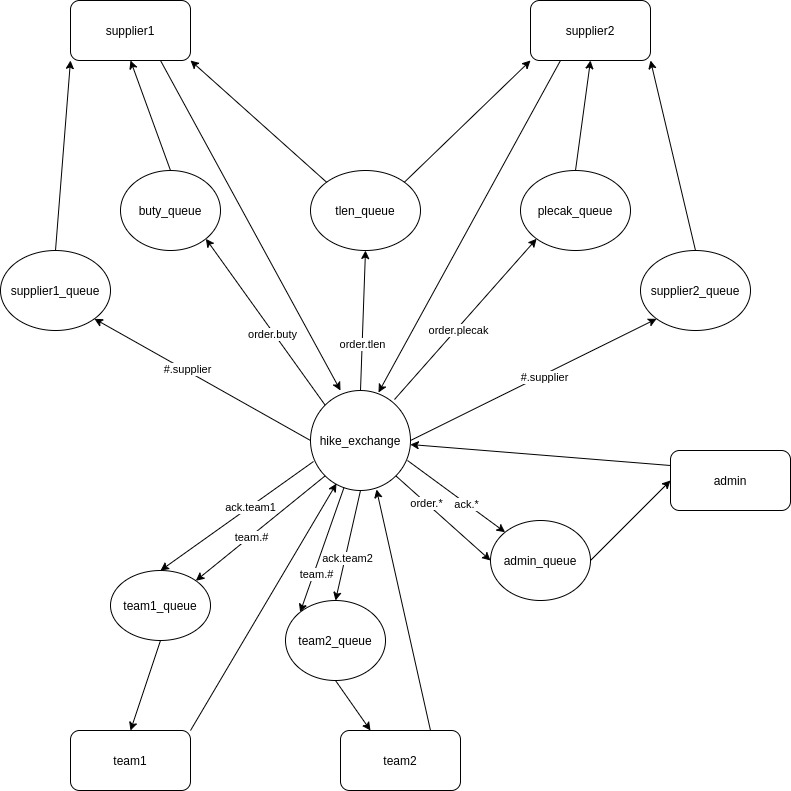 supplier1
supplier2
buty_queue
tlen_queue
plecak_queue
supplier1_queue
supplier2_queue
order.buty
order.tlen
order.plecak
#.supplier
#.supplier
hike_exchange
admin
ack.team1
team.#
order.*
ack.*
ack.team2
team.#
admin_queue
team1_queue
team2_queue
team1
team2